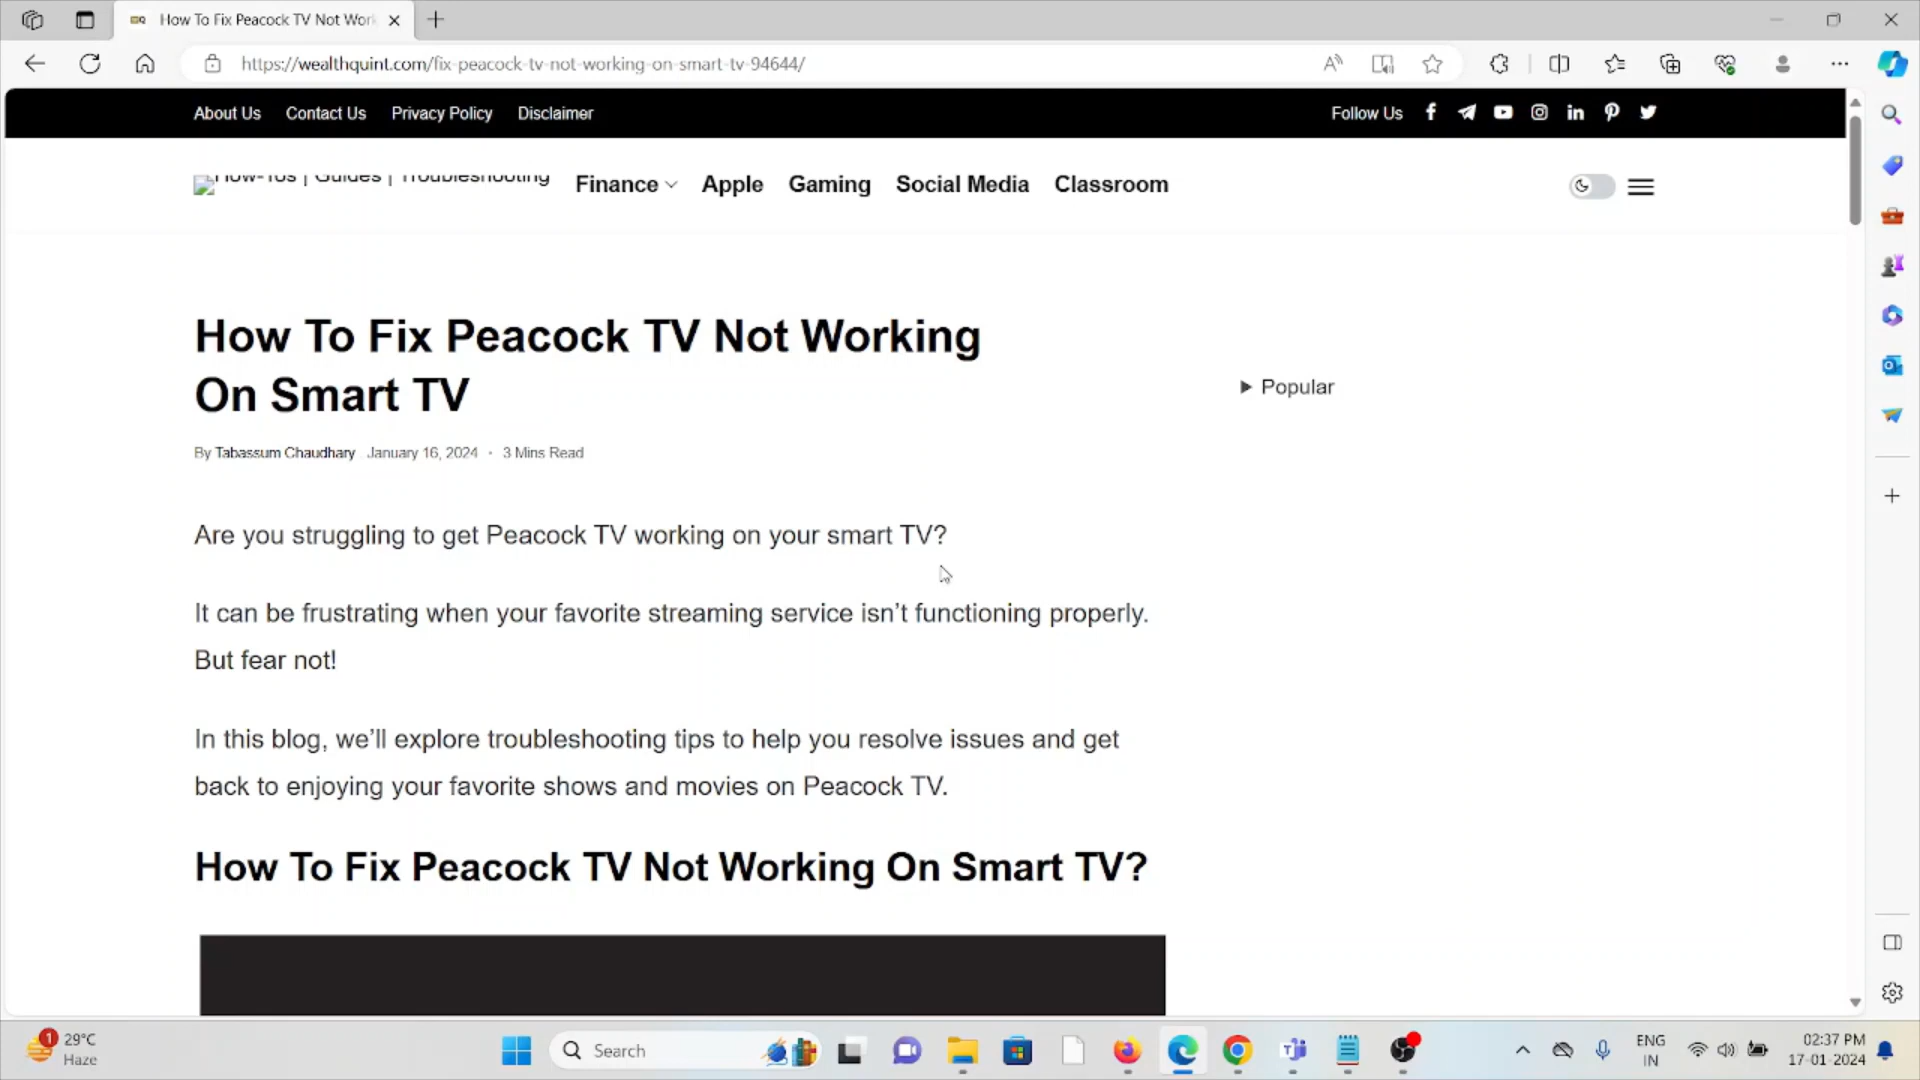 How To Fix Peacock TV Not Wor
https://wealthquint.com/fix-peacock-tv-not-working-on-smart-tv-94644/
About Us Contact Us Privacy Policy Disclaimer Follow Us
How-Tos | Guides | Troubleshooting Finance Apple Gaming Social Media Classroom
How To Fix Peacock TV Not Working
On Smart TV
Popular
By Tabassum Chaudhary January 16, 2024 • 3 Mins Read
Are you struggling to get Peacock TV working on your smart TV?
It can be frustrating when your favorite streaming service isn’t functioning properly.
But fear not!
In this blog, we’ll explore troubleshooting tips to help you resolve issues and get
back to enjoying your favorite shows and movies on Peacock TV.
How To Fix Peacock TV Not Working On Smart TV?
1 29°C
Haze
Search
ENG
IN
02:37 PM
17-01-2024